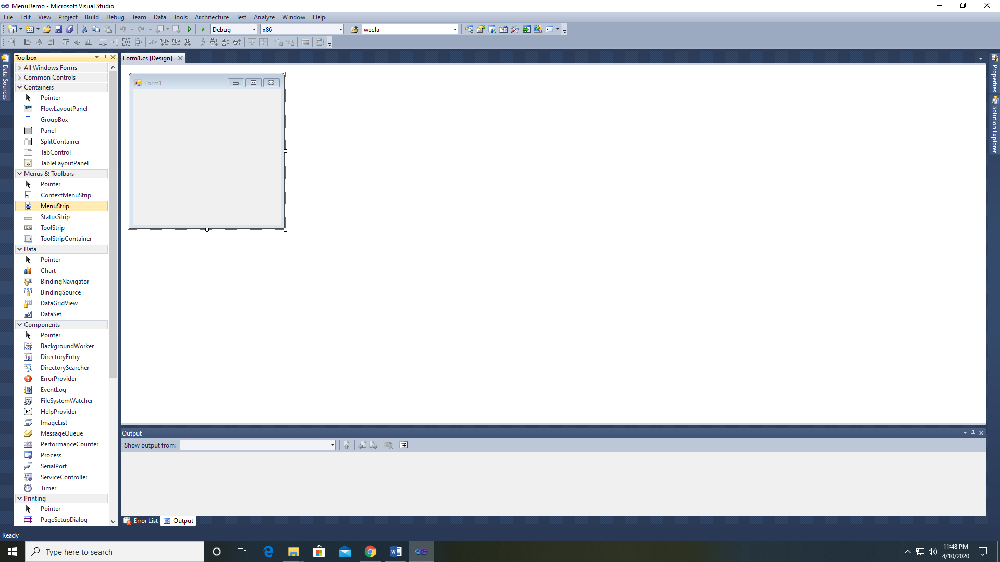 MenuDemo - Microsoft Visual Studio
File Edit View Project Build Debug Team Data Tools Architecture Test Analyze Window Help
Debug x86 wecla
Data Sources
Toolbox
All Windows Forms
Common Controls
Containers
Pointer
FlowLayoutPanel
GroupBox
Panel
SplitContainer
TabControl
TableLayoutPanel
Menus & Toolbars
Pointer
ContextMenuStrip
MenuStrip
StatusStrip
ToolStrip
ToolStripContainer
Data
Pointer
Chart
BindingNavigator
BindingSource
DataGridView
DataSet
Components
Pointer
BackgroundWorker
DirectoryEntry
DirectorySearcher
ErrorProvider
EventLog
FileSystemWatcher
HelpProvider
ImageList
MessageQueue
PerformanceCounter
Process
SerialPort
ServiceController
Timer
Printing
Pointer
PageSetupDialog
Form1.cs [Design]
Form1
Properties
Solution Explorer
Output
Show output from:
Error List Output
Ready
Type here to search
11:48 PM
4/10/2020